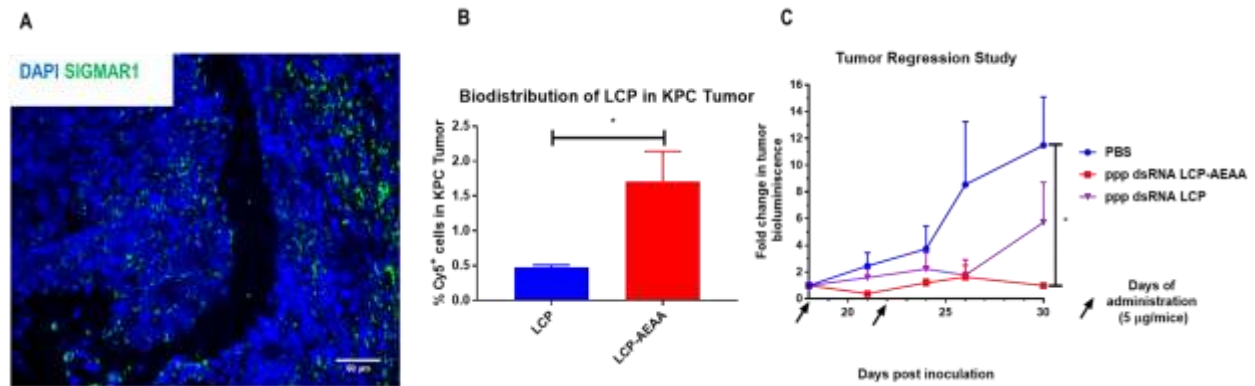 A
DAPI SIGMAR1
B
Biodistribution of LCP in KPC Tumor
*
% Cy5+ cells in KPC Tumor
2.5
2.0
1.5
1.0
0.5
0.0
LCP
LCP-AEAA
C
Tumor Regression Study
Fold change in tumor
bioluminiscence
16
14
12
10
8
6
4
2
0
20
25
30
Days post inoculation
*
PBS
ppp dsRNA LCP-AEAA
ppp dsRNA LCP
Days of
administration
(5 µg/mice)